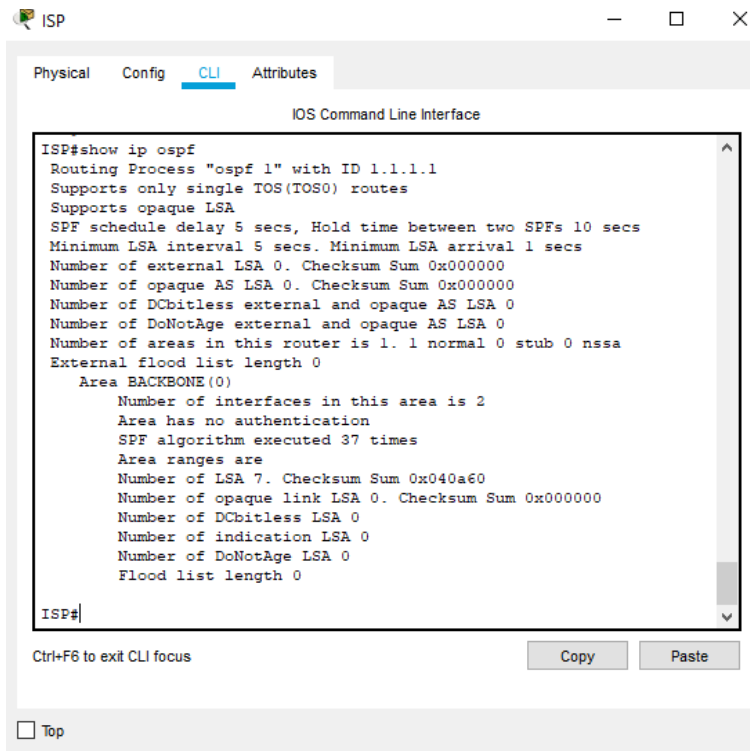 ISP
Physical Config CLI Attributes
IOS Command Line Interface
ISP#show ip ospf
Routing Process "ospf 1" with ID 1.1.1.1
Supports only single TOS(TOS0) routes
Supports opaque LSA
SPF schedule delay 5 secs, Hold time between two SPFs 10 secs
Minimum LSA interval 5 secs. Minimum LSA arrival 1 secs
Number of external LSA 0. Checksum Sum 0x000000
Number of opaque AS LSA 0. Checksum Sum 0x000000
Number of DCbitless external and opaque AS LSA 0
Number of DoNotAge external and opaque AS LSA 0
Number of areas in this router is 1. 1 normal 0 stub 0 nssa
External flood list length 0
Area BACKBONE(0)
Number of interfaces in this area is 2
Area has no authentication
SPF algorithm executed 37 times
Area ranges are
Number of LSA 7. Checksum Sum 0x040a60
Number of opaque link LSA 0. Checksum Sum 0x000000
Number of DCbitless LSA 0
Number of indication LSA 0
Number of DoNotAge LSA 0
Flood list length 0
ISP#
Ctrl+F6 to exit CLI focus Copy Paste
Top